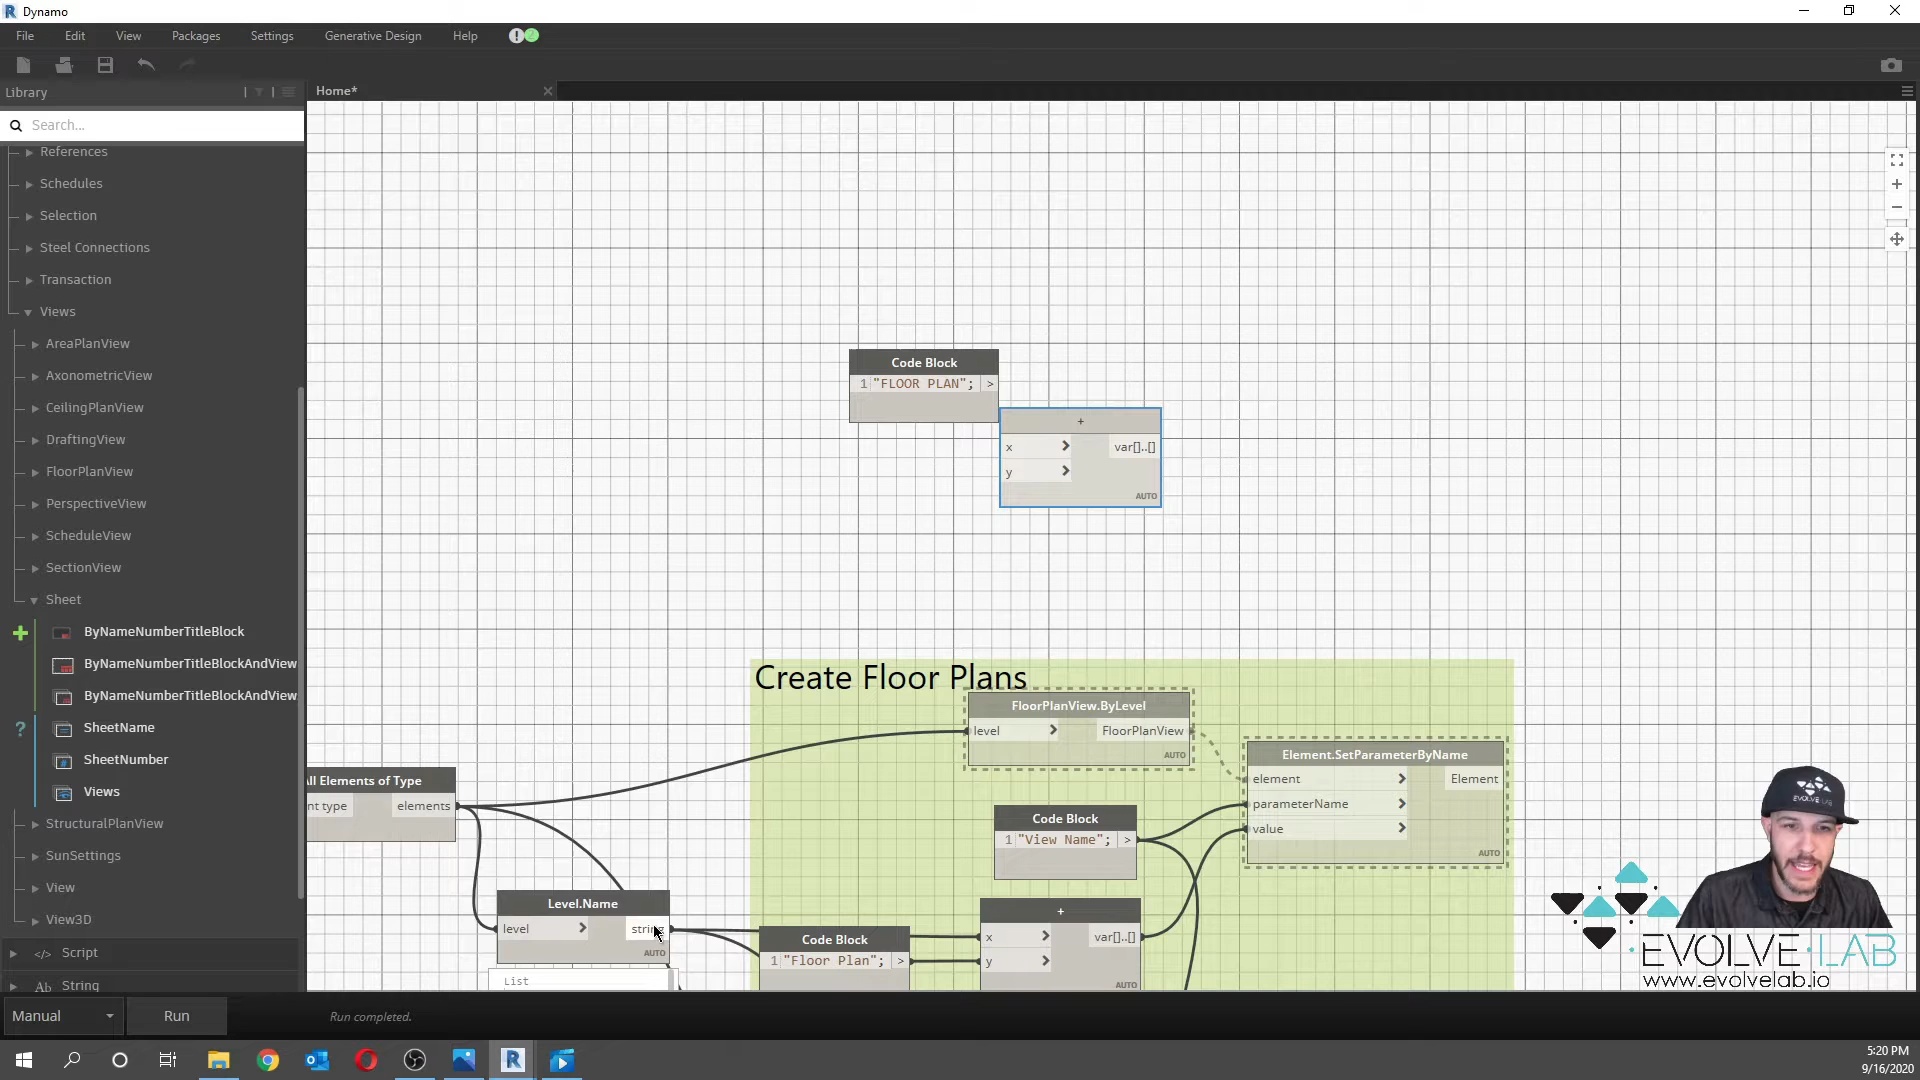 Dynamo
File Edit View Packages Settings Generative Design Help
Library
Home*
Search...
References
Schedules
Selection
Steel Connections
Transaction
Views
AreaPlanView
AxonometricView
CeilingPlanView
DraftingView
FloorPlanView
PerspectiveView
ScheduleView
SectionView
Sheet
ByNameNumberTitleBlock
ByNameNumberTitleBlockAndView
ByNameNumberTitleBlockAndView
SheetName
SheetNumber
Views
StructuralPlanView
SunSettings
View
View3D
Script
String
Code Block
1 "FLOOR PLAN"; >
+
x > var[]..[]
y >
AUTO
Create Floor Plans
FloorPlanView.ByLevel
level > FloorPlanView
AUTO
Element.SetParameterByName
element > Element
parameterName >
value >
AUTO
All Elements of Type
nt type elements
Code Block
1 "View Name"; >
Level.Name
level > string
AUTO
List
Code Block
1 "Floor Plan"; >
+
x > var[]..[]
y >
AUTO
EVOLVE LAB
EVOLVE LAB
www.evolvelab.io
Manual Run Run completed.
5:20 PM
9/16/2020